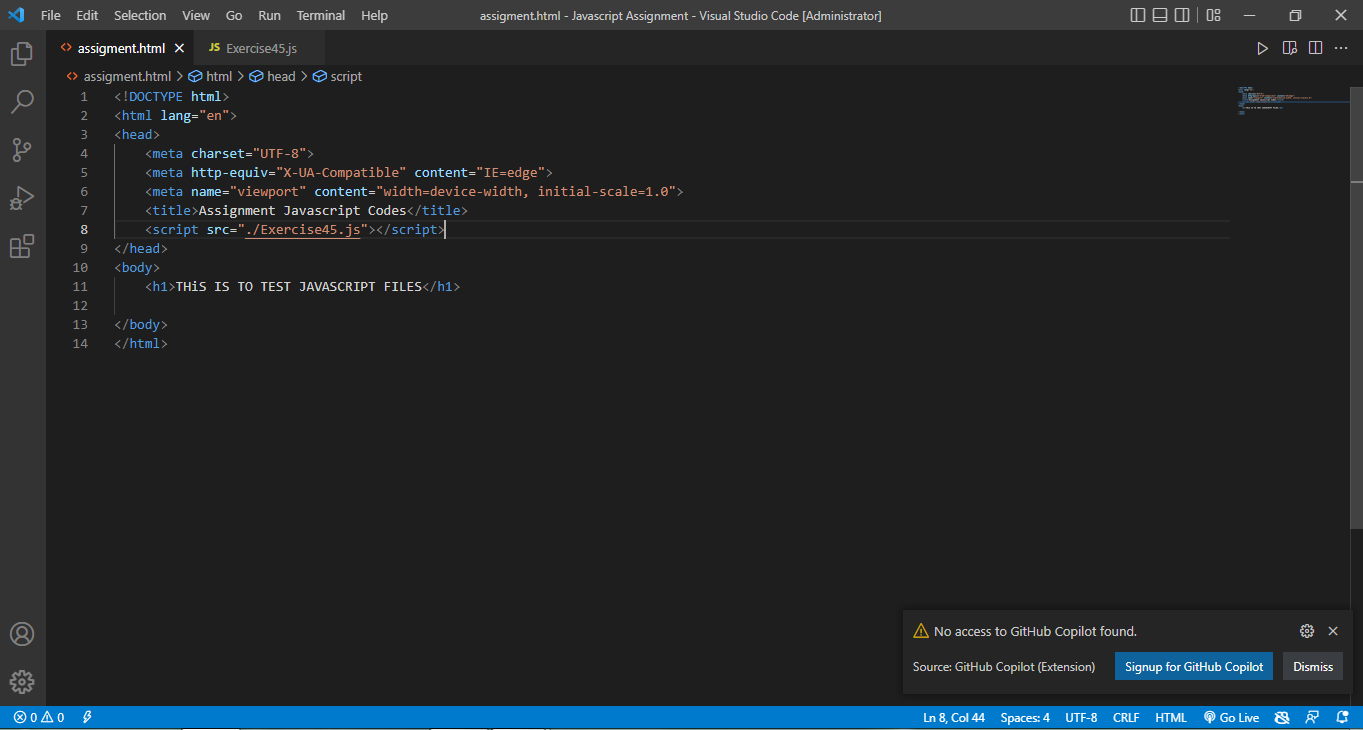 File Edit Selection View Go Run Terminal Help assigment.html - Javascript Assignment - Visual Studio Code [Administrator]
<> assigment.html JS Exercise45.js
<> assigment.html > html > head > script
1 <!DOCTYPE html>
2 <html lang="en">
3 <head>
4 <meta charset="UTF-8">
5 <meta http-equiv="X-UA-Compatible" content="IE=edge">
6 <meta name="viewport" content="width=device-width, initial-scale=1.0">
7 <title>Assignment Javascript Codes</title>
8 <script src="./Exercise45.js"></script>
9 </head>
10 <body>
11 <h1>THiS IS TO TEST JAVASCRIPT FILES</h1>
12
13 </body>
14 </html>
No access to GitHub Copilot found.
Source: GitHub Copilot (Extension) Signup for GitHub Copilot Dismiss
0 0 Ln 8, Col 44 Spaces: 4 UTF-8 CRLF HTML Go Live